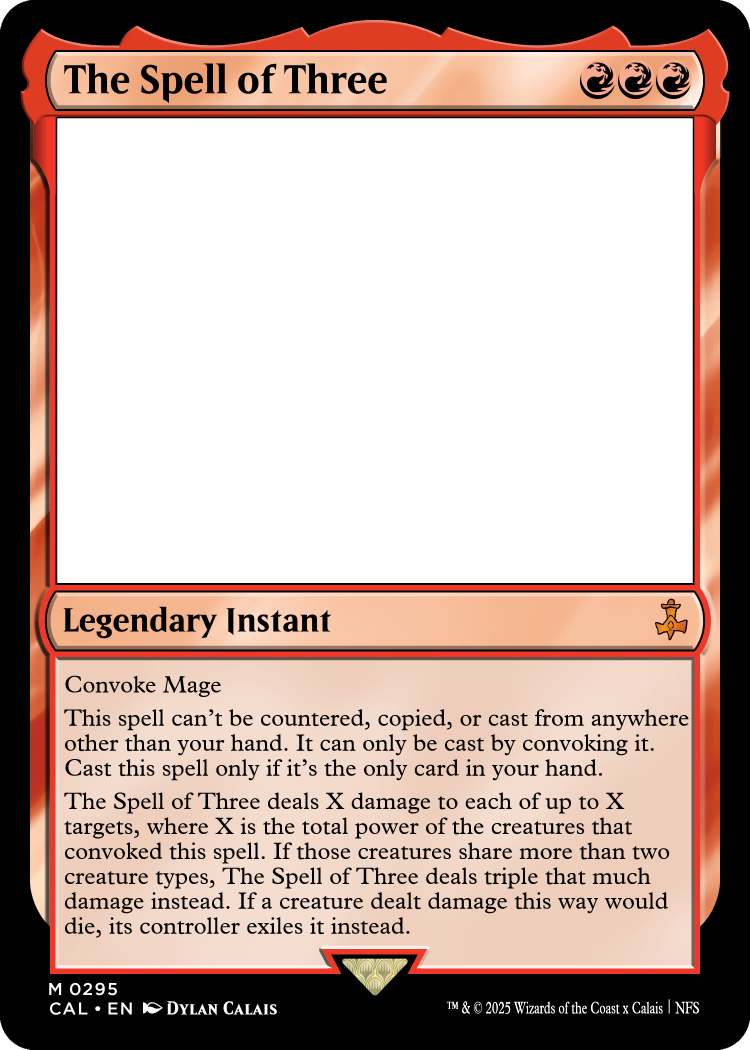 The Spell of Three
Legendary Instant
Convoke Mage
This spell can't be countered, copied, or cast from anywhere
other than your hand. It can only be cast by convoking it.
Cast this spell only if it's the only card in your hand.
The Spell of Three deals X damage to each of up to X
targets, where X is the total power of the creatures that
convoked this spell. If those creatures share more than two
creature types, The Spell of Three deals triple that much
damage instead. If a creature dealt damage this way would
die, its controller exiles it instead.
M 0295
CAL • EN Dylan Calais
™ & © 2025 Wizards of the Coast x Calais | NFS